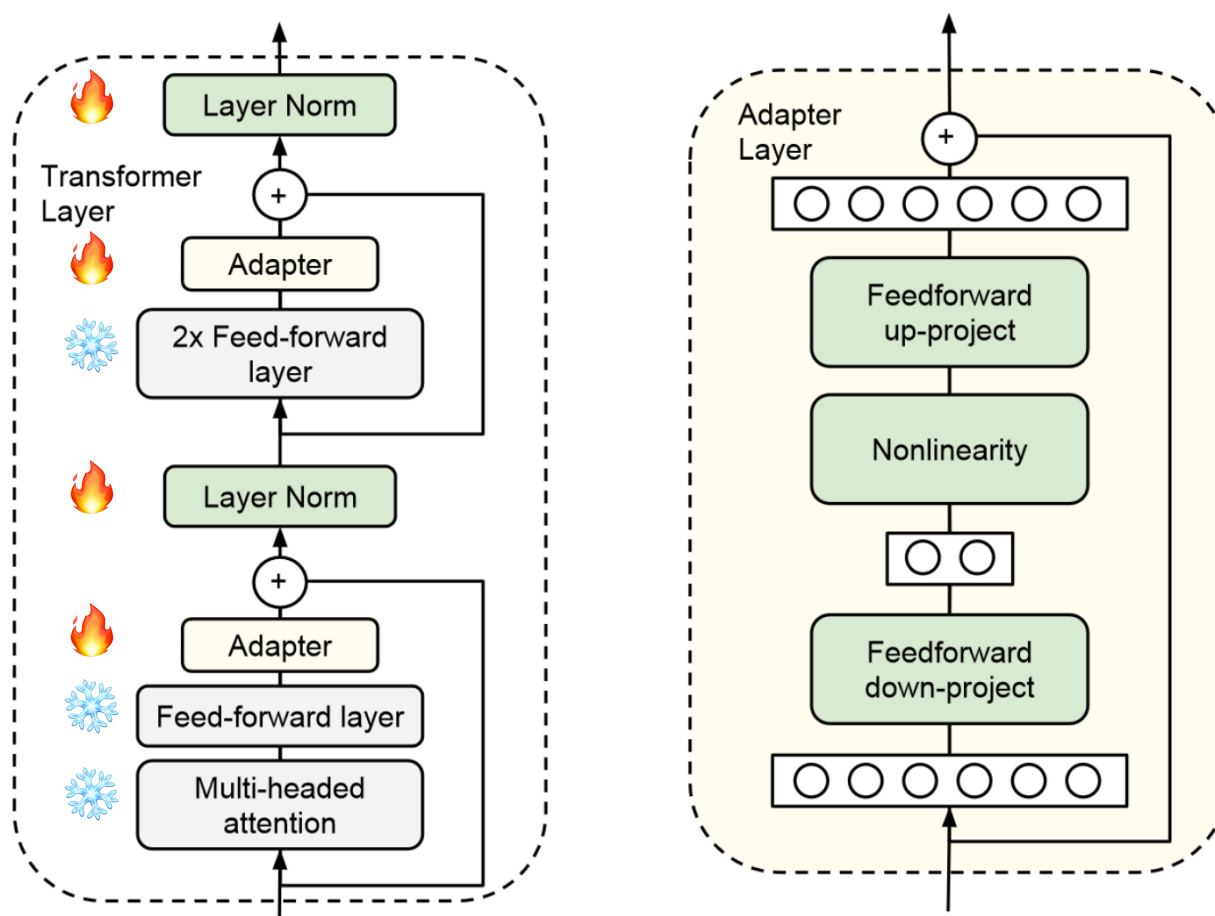 Layer Norm
Transformer
Layer
+
Adapter
2x Feed-forward
layer
Layer Norm
+
Adapter
Feed-forward layer
Multi-headed
attention
Adapter
Layer
+
Feedforward
up-project
Nonlinearity
Feedforward
down-project